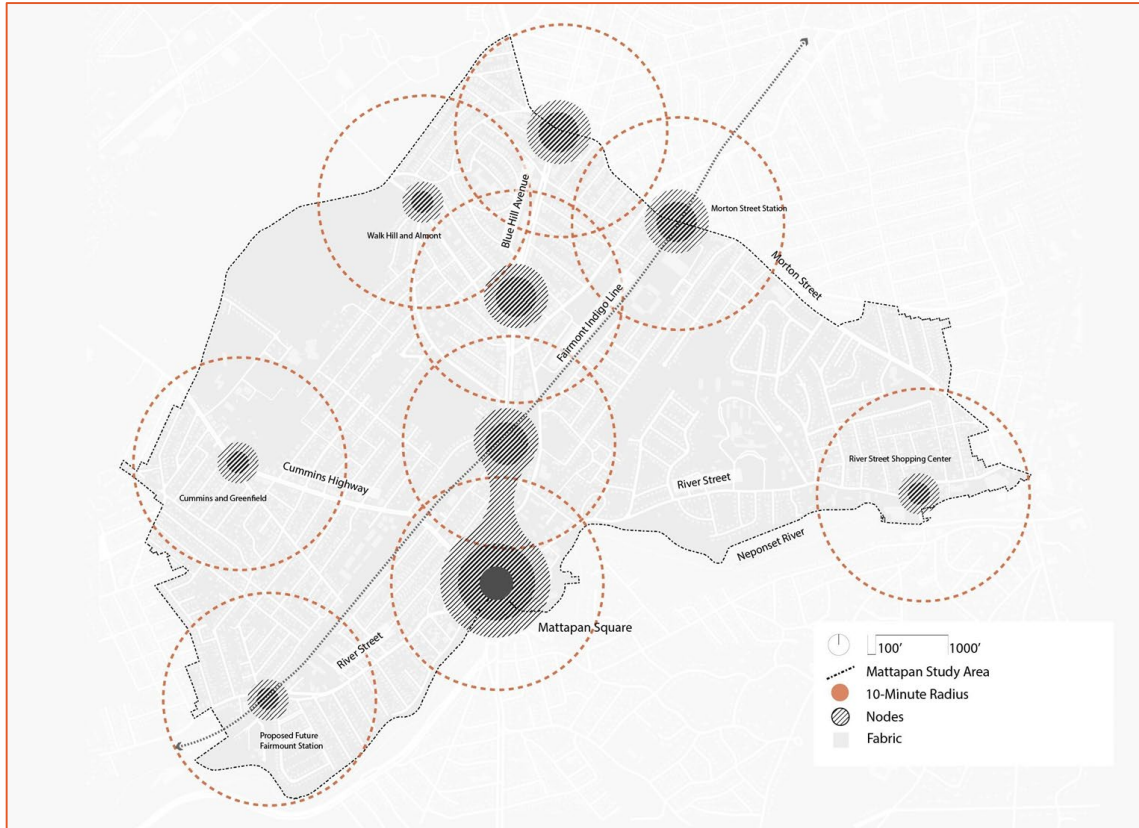 Blue Hill Avenue
Morton Street Station
Walk Hill and Almont
Morton Street
Fairmont Indigo Line
River Street Shopping Center
Cummins Highway
River Street
Cummins and Greenfield
Neponset River
Mattapan Square
River Street
Proposed Future
Fairmount Station
100' 1000'
Mattapan Study Area
10-Minute Radius
Nodes
Fabric